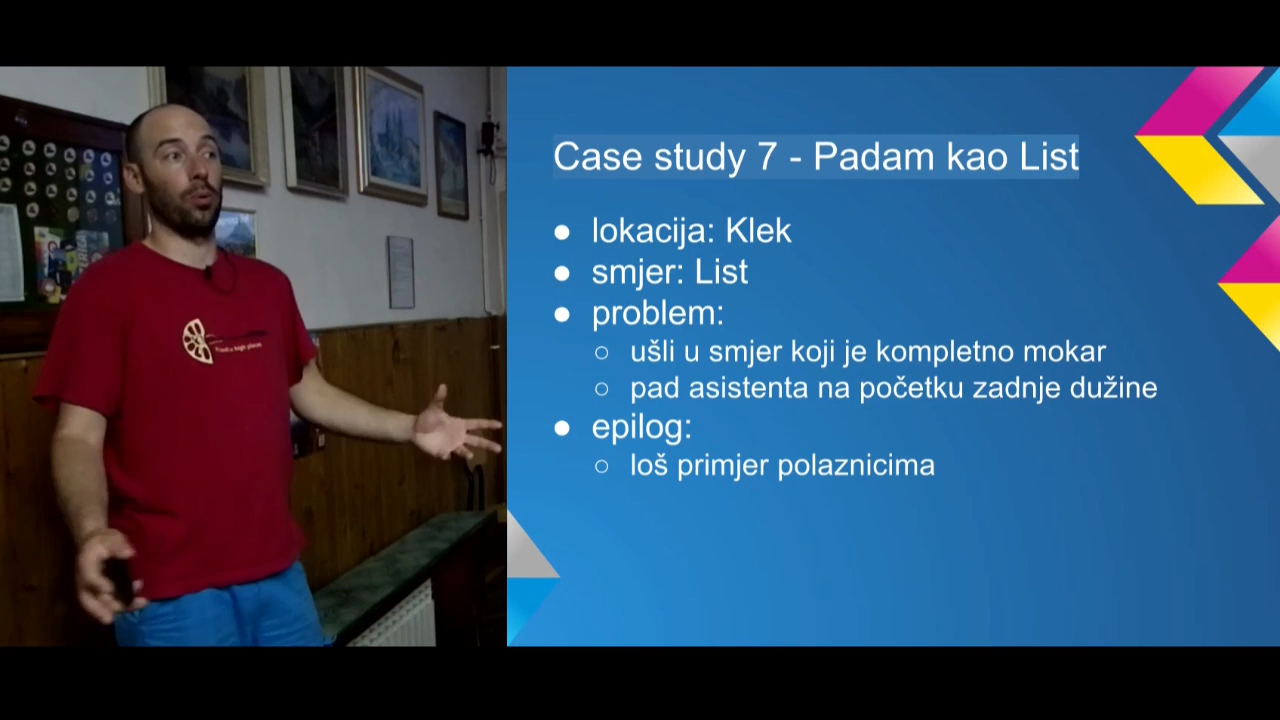 Case study 7 - Padam kao List
● lokacija: Klek
● smjer: List
● problem:
○ ušli u smjer koji je kompletno mokar
○ pad asistenta na početku zadnje dužine
● epilog:
○ loš primjer polaznicima